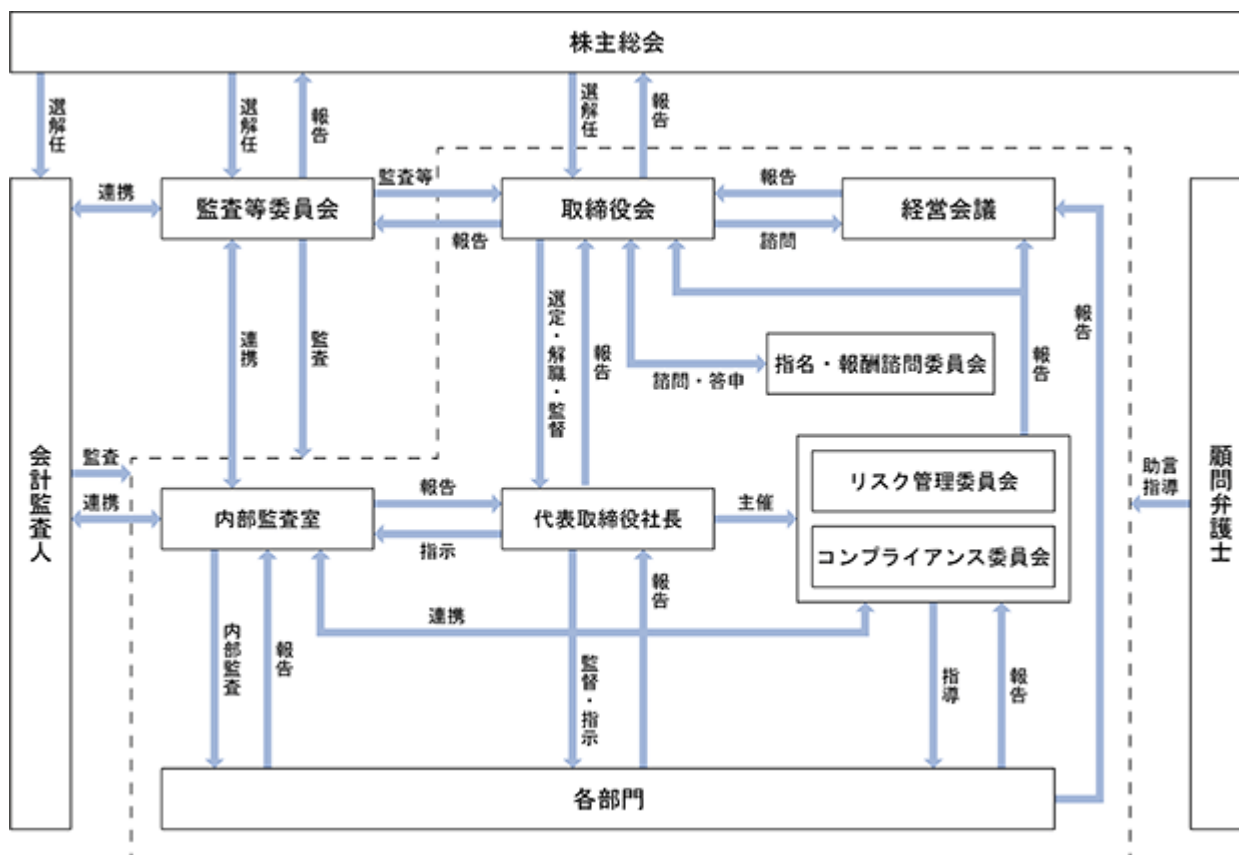 株主総会
選解任
選解任
報告
選解任
報告
連携
監査等委員会
監査等
報告
取締役会
報告
諮問
経営会議
連携
監査
選定・解職・監督
報告
諮問・答申
指名・報酬諮問委員会
報告
報告
会計監査人
監査
連携
内部監査室
報告
指示
代表取締役社長
主催
リスク管理委員会
コンプライアンス委員会
助言
指導
顧問弁護士
連携
内部監査
報告
監督・指示
報告
指導
報告
各部門